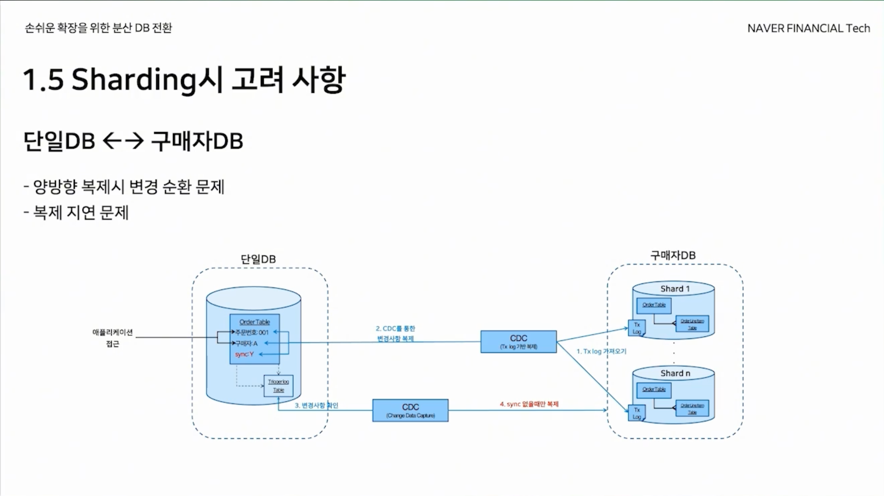 손쉬운 확장을 위한 분산 DB 전환
NAVER FINANCIAL Tech
1.5 Sharding시 고려 사항
단일DB ←→ 구매자DB
- 양방향 복제시 변경 순환 문제
- 복제 지연 문제
단일DB
구매자DB
애플리케이션
접근
Order Table
주문번호: 001
구매자: A
sync: Y
Trigger log
Table
2. CDC를 통한
변경사항 복제
CDC
(Tx log 기반 복제)
1. Tx log 가져오기
3. 변경사항 확인
CDC
(Change Data Capture)
4. sync 없을때만 복제
Shard 1
Order Table
Tx
Log
Table
Shard n
Order Table
Tx
Log
Table